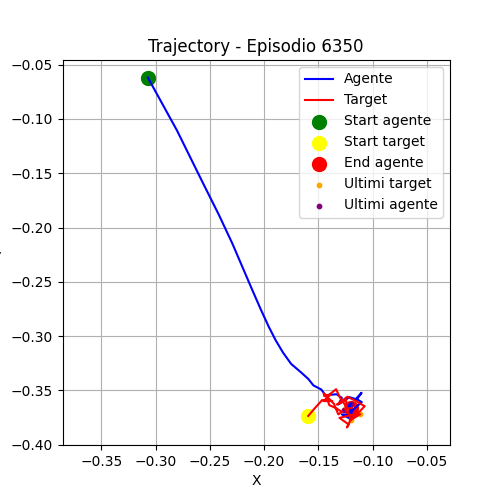 Trajectory - Episodio 6350
Agente
Target
Start agente
Start target
End agente
Ultimi target
Ultimi agente
−0.05
−0.10
−0.15
−0.20
−0.25
−0.30
−0.35
−0.40
−0.35 −0.30 −0.25 −0.20 −0.15 −0.10 −0.05
X